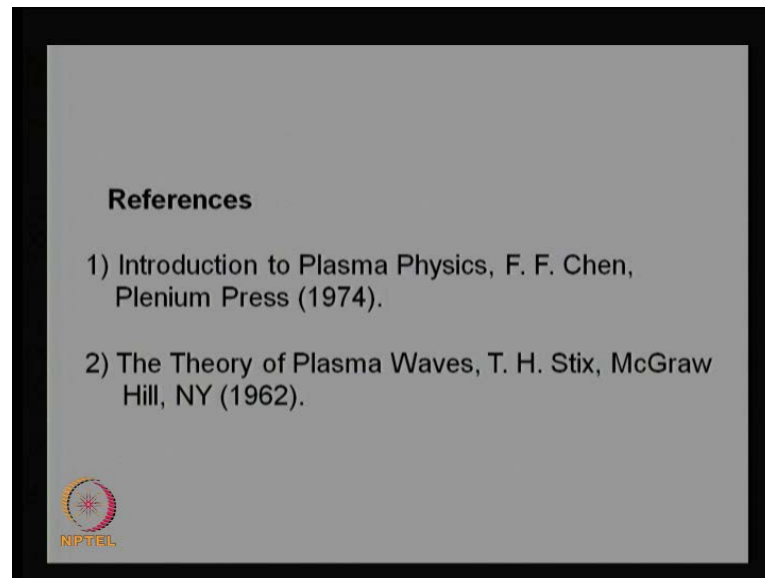 References
1) Introduction to Plasma Physics, F. F. Chen,
Plenium Press (1974).
2) The Theory of Plasma Waves, T. H. Stix, McGraw
Hill, NY (1962).
NPTEL